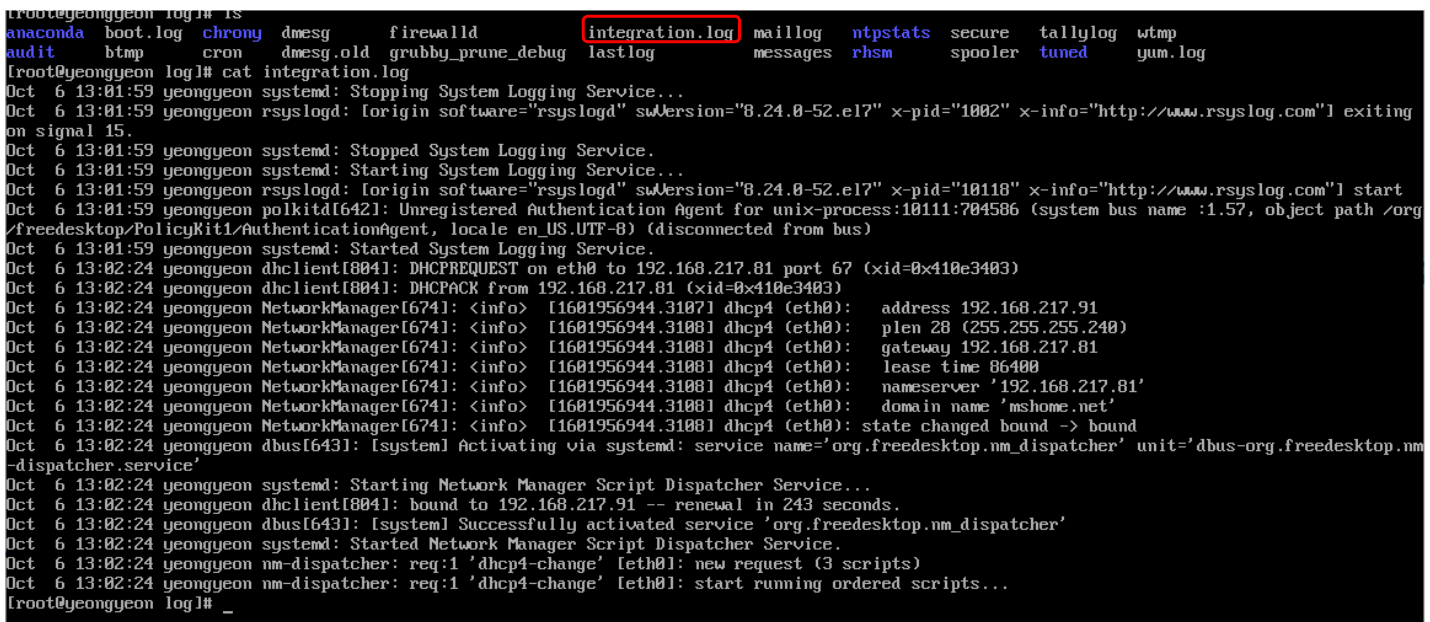 [root@yeongyeon log]# ls
anaconda  boot.log  chrony  dmesg      firewalld            integration.log  maillog   ntpstats  secure   tallylog  wtmp
audit     btmp      cron    dmesg.old  grubby_prune_debug  lastlog          messages  rhsm      spooler  tuned     yum.log
[root@yeongyeon log]# cat integration.log
Oct  6 13:01:59 yeongyeon systemd: Stopping System Logging Service...
Oct  6 13:01:59 yeongyeon rsyslogd: [origin software="rsyslogd" swVersion="8.24.0-52.el7" x-pid="1002" x-info="http://www.rsyslog.com"] exiting
on signal 15.
Oct  6 13:01:59 yeongyeon systemd: Stopped System Logging Service.
Oct  6 13:01:59 yeongyeon systemd: Starting System Logging Service...
Oct  6 13:01:59 yeongyeon rsyslogd: [origin software="rsyslogd" swVersion="8.24.0-52.el7" x-pid="10118" x-info="http://www.rsyslog.com"] start
Oct  6 13:01:59 yeongyeon polkitd[642]: Unregistered Authentication Agent for unix-process:10111:704586 (system bus name :1.57, object path /org
/freedesktop/PolicyKit1/AuthenticationAgent, locale en_US.UTF-8) (disconnected from bus)
Oct  6 13:01:59 yeongyeon systemd: Started System Logging Service.
Oct  6 13:02:24 yeongyeon dhclient[804]: DHCPREQUEST on eth0 to 192.168.217.81 port 67 (xid=0x410e3403)
Oct  6 13:02:24 yeongyeon dhclient[804]: DHCPACK from 192.168.217.81 (xid=0x410e3403)
Oct  6 13:02:24 yeongyeon NetworkManager[674]: <info>  [1601956944.3107] dhcp4 (eth0):   address 192.168.217.91
Oct  6 13:02:24 yeongyeon NetworkManager[674]: <info>  [1601956944.3108] dhcp4 (eth0):   plen 28 (255.255.255.240)
Oct  6 13:02:24 yeongyeon NetworkManager[674]: <info>  [1601956944.3108] dhcp4 (eth0):   gateway 192.168.217.81
Oct  6 13:02:24 yeongyeon NetworkManager[674]: <info>  [1601956944.3108] dhcp4 (eth0):   lease time 86400
Oct  6 13:02:24 yeongyeon NetworkManager[674]: <info>  [1601956944.3108] dhcp4 (eth0):   nameserver '192.168.217.81'
Oct  6 13:02:24 yeongyeon NetworkManager[674]: <info>  [1601956944.3108] dhcp4 (eth0):   domain name 'mshome.net'
Oct  6 13:02:24 yeongyeon NetworkManager[674]: <info>  [1601956944.3108] dhcp4 (eth0): state changed bound -> bound
Oct  6 13:02:24 yeongyeon dbus[643]: [system] Activating via systemd: service name='org.freedesktop.nm_dispatcher' unit='dbus-org.freedesktop.nm
-dispatcher.service'
Oct  6 13:02:24 yeongyeon systemd: Starting Network Manager Script Dispatcher Service...
Oct  6 13:02:24 yeongyeon dhclient[804]: bound to 192.168.217.91 -- renewal in 243 seconds.
Oct  6 13:02:24 yeongyeon dbus[643]: [system] Successfully activated service 'org.freedesktop.nm_dispatcher'
Oct  6 13:02:24 yeongyeon systemd: Started Network Manager Script Dispatcher Service.
Oct  6 13:02:24 yeongyeon nm-dispatcher: req:1 'dhcp4-change' [eth0]: new request (3 scripts)
Oct  6 13:02:24 yeongyeon nm-dispatcher: req:1 'dhcp4-change' [eth0]: start running ordered scripts...
[root@yeongyeon log]# _